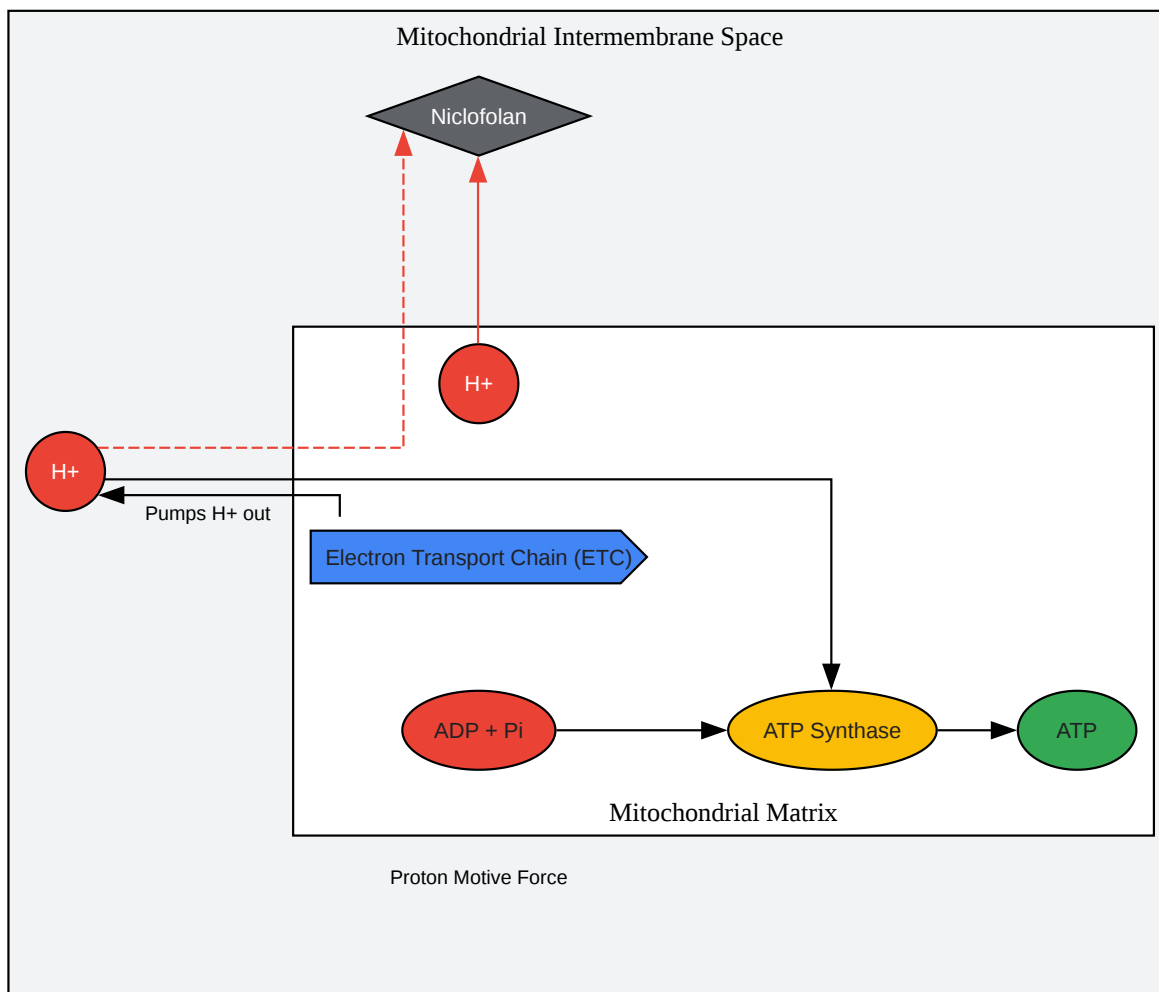 Mitochondrial Intermembrane Space
Niclofolan
H+
H+
Pumps H+ out
Electron Transport Chain (ETC)
ADP + Pi
ATP Synthase
ATP
Mitochondrial Matrix
Proton Motive Force